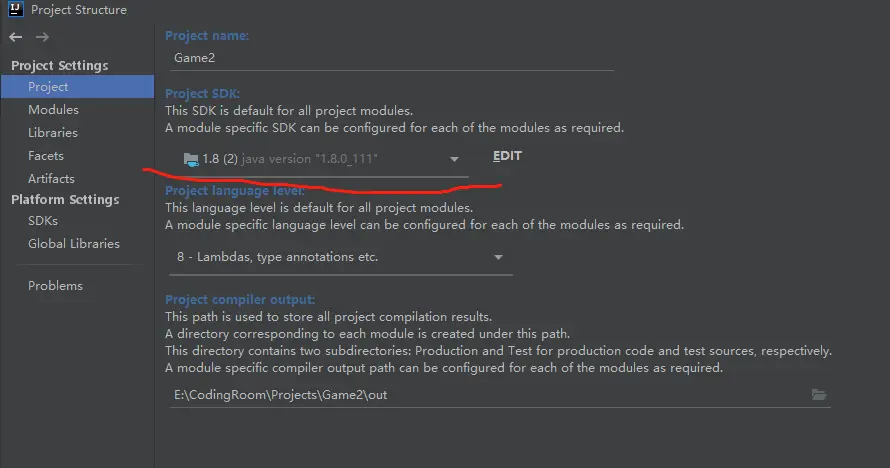 Project Structure
Project Settings
Project
Modules
Libraries
Facets
Artifacts
Platform Settings
SDKs
Global Libraries
Problems
Project name:
Game2
Project SDK:
This SDK is default for all project modules.
A module specific SDK can be configured for each of the modules as required.
1.8 (2) java version "1.8.0_111"
EDIT
Project language level:
This language level is default for all project modules.
A module specific language level can be configured for each of the modules as required.
8 - Lambdas, type annotations etc.
Project compiler output:
This path is used to store all project compilation results.
A directory corresponding to each module is created under this path.
This directory contains two subdirectories: Production and Test for production code and test sources, respectively.
A module specific compiler output path can be configured for each of the modules as required.
E:\CodingRoom\Projects\Game2\out